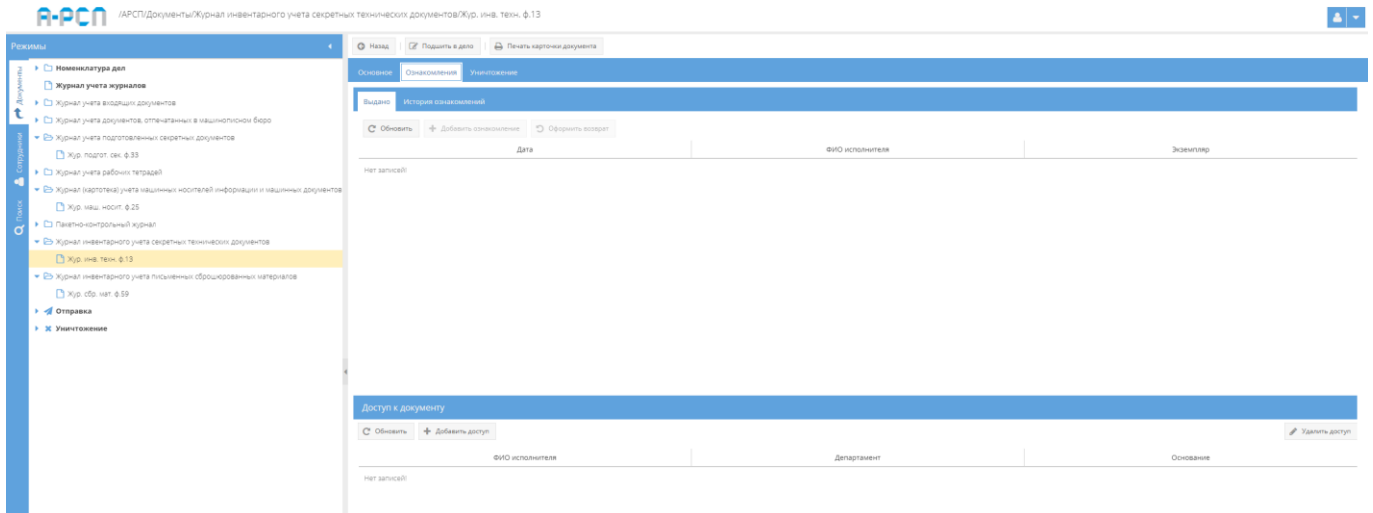 А-РСП
/АРСП/Документы/Журнал инвентарного учета секретных технических документов/Жур. инв. техн. ф.13
Режимы
Документы
Сотрудники
Поиск
Номенклатура дел
Журнал учета журналов
Журнал учета входящих документов
Журнал учета документов, отпечатанных в машинописном бюро
Журнал учета подготовленных секретных документов
Жур. подгот. сек. ф.33
Журнал учета рабочих тетрадей
Журнал (картотека) учета машинных носителей информации и машинных документов
Жур. маш. носит. ф.25
Пакетно-контрольный журнал
Журнал инвентарного учета секретных технических документов
Жур. инв. техн. ф.13
Журнал инвентарного учета письменных сброшюрованных материалов
Жур. сбр. мат. ф.59
Отправка
Уничтожение
Назад Подшить в дело Печать карточки документа
Основное Ознакомления Уничтожение
Выдано История ознакомлений
Обновить Добавить ознакомление Оформить возврат
Дата ФИО исполнителя Экземпляр
Нет записей!
Доступ к документу
Обновить Добавить доступ Удалить доступ
ФИО исполнителя Департамент Основание
Нет записей!